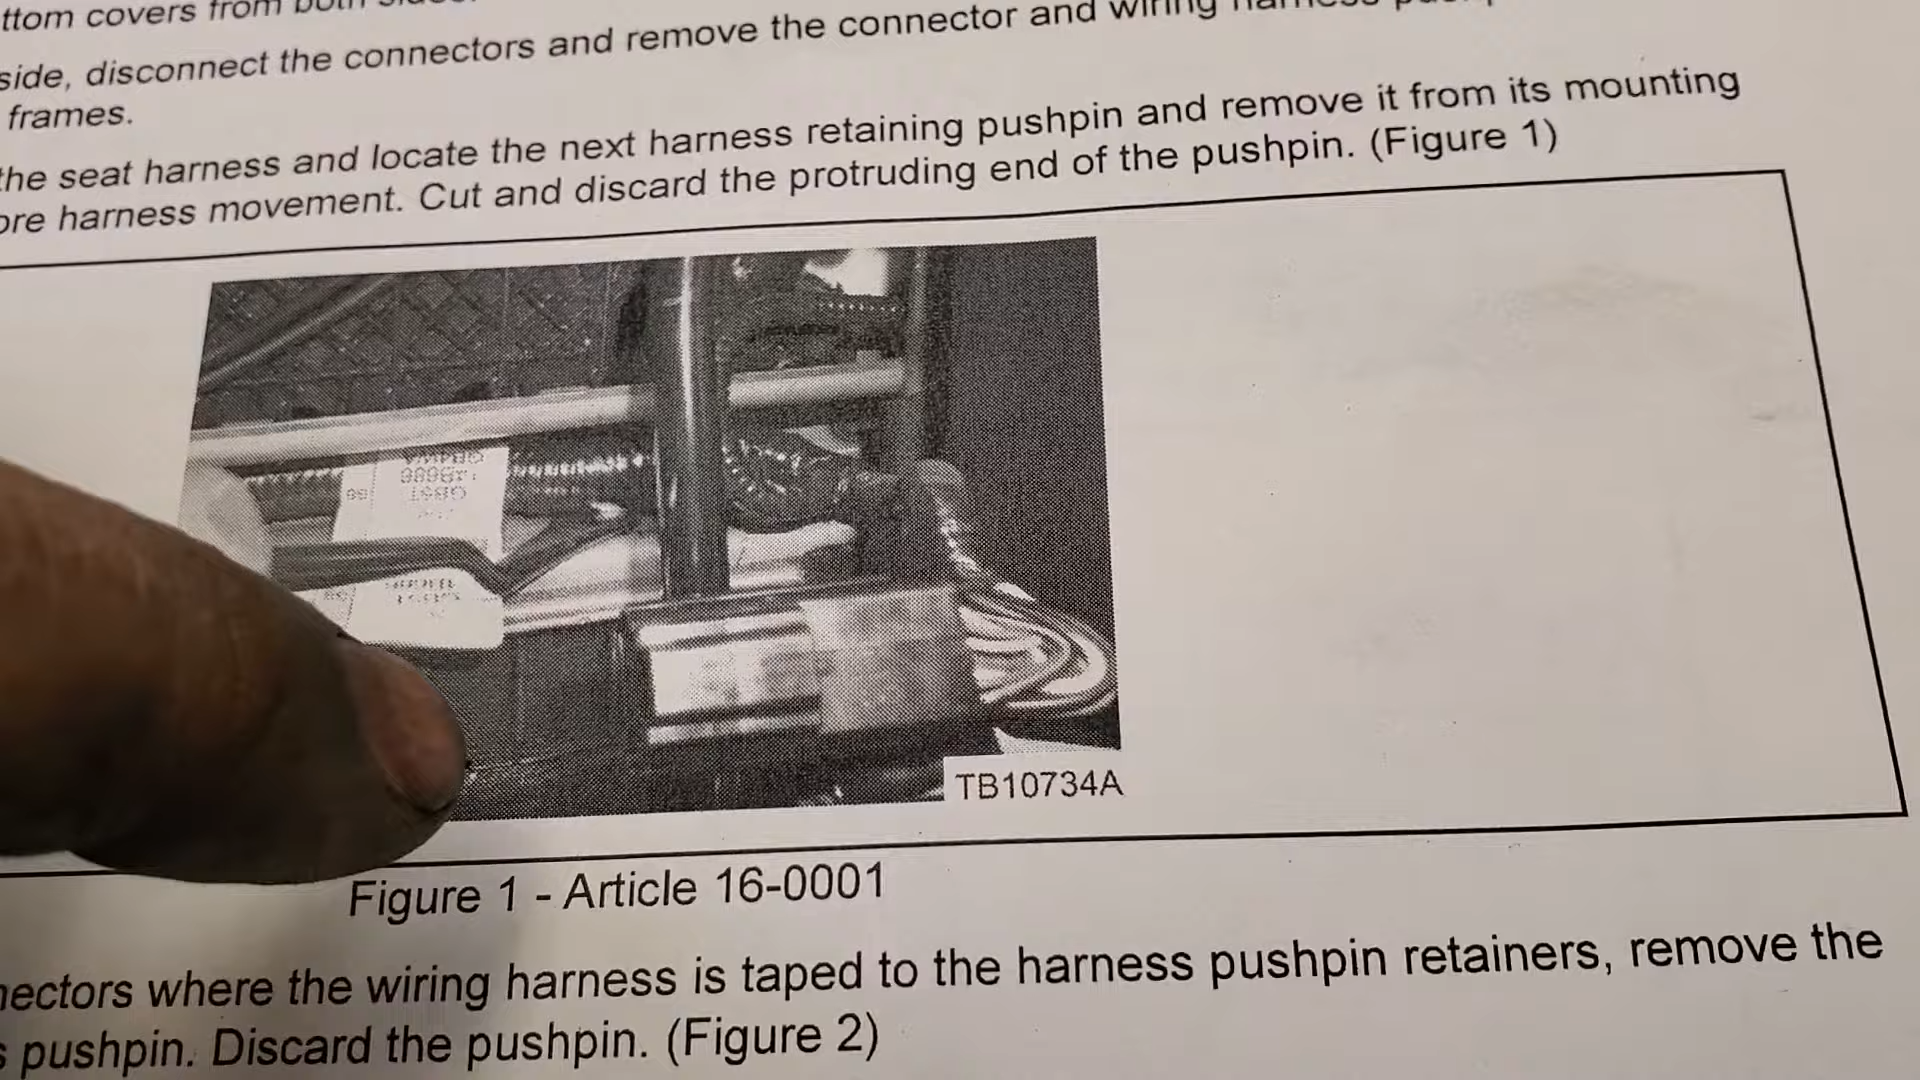 ttom covers from both
side, disconnect the connectors and remove the connector and wiring harness
frames.
the seat harness and locate the next harness retaining pushpin and remove it from its mounting
ore harness movement. Cut and discard the protruding end of the pushpin. (Figure 1)
TB10734A
Figure 1 - Article 16-0001
nectors where the wiring harness is taped to the harness pushpin retainers, remove the
s pushpin. Discard the pushpin. (Figure 2)